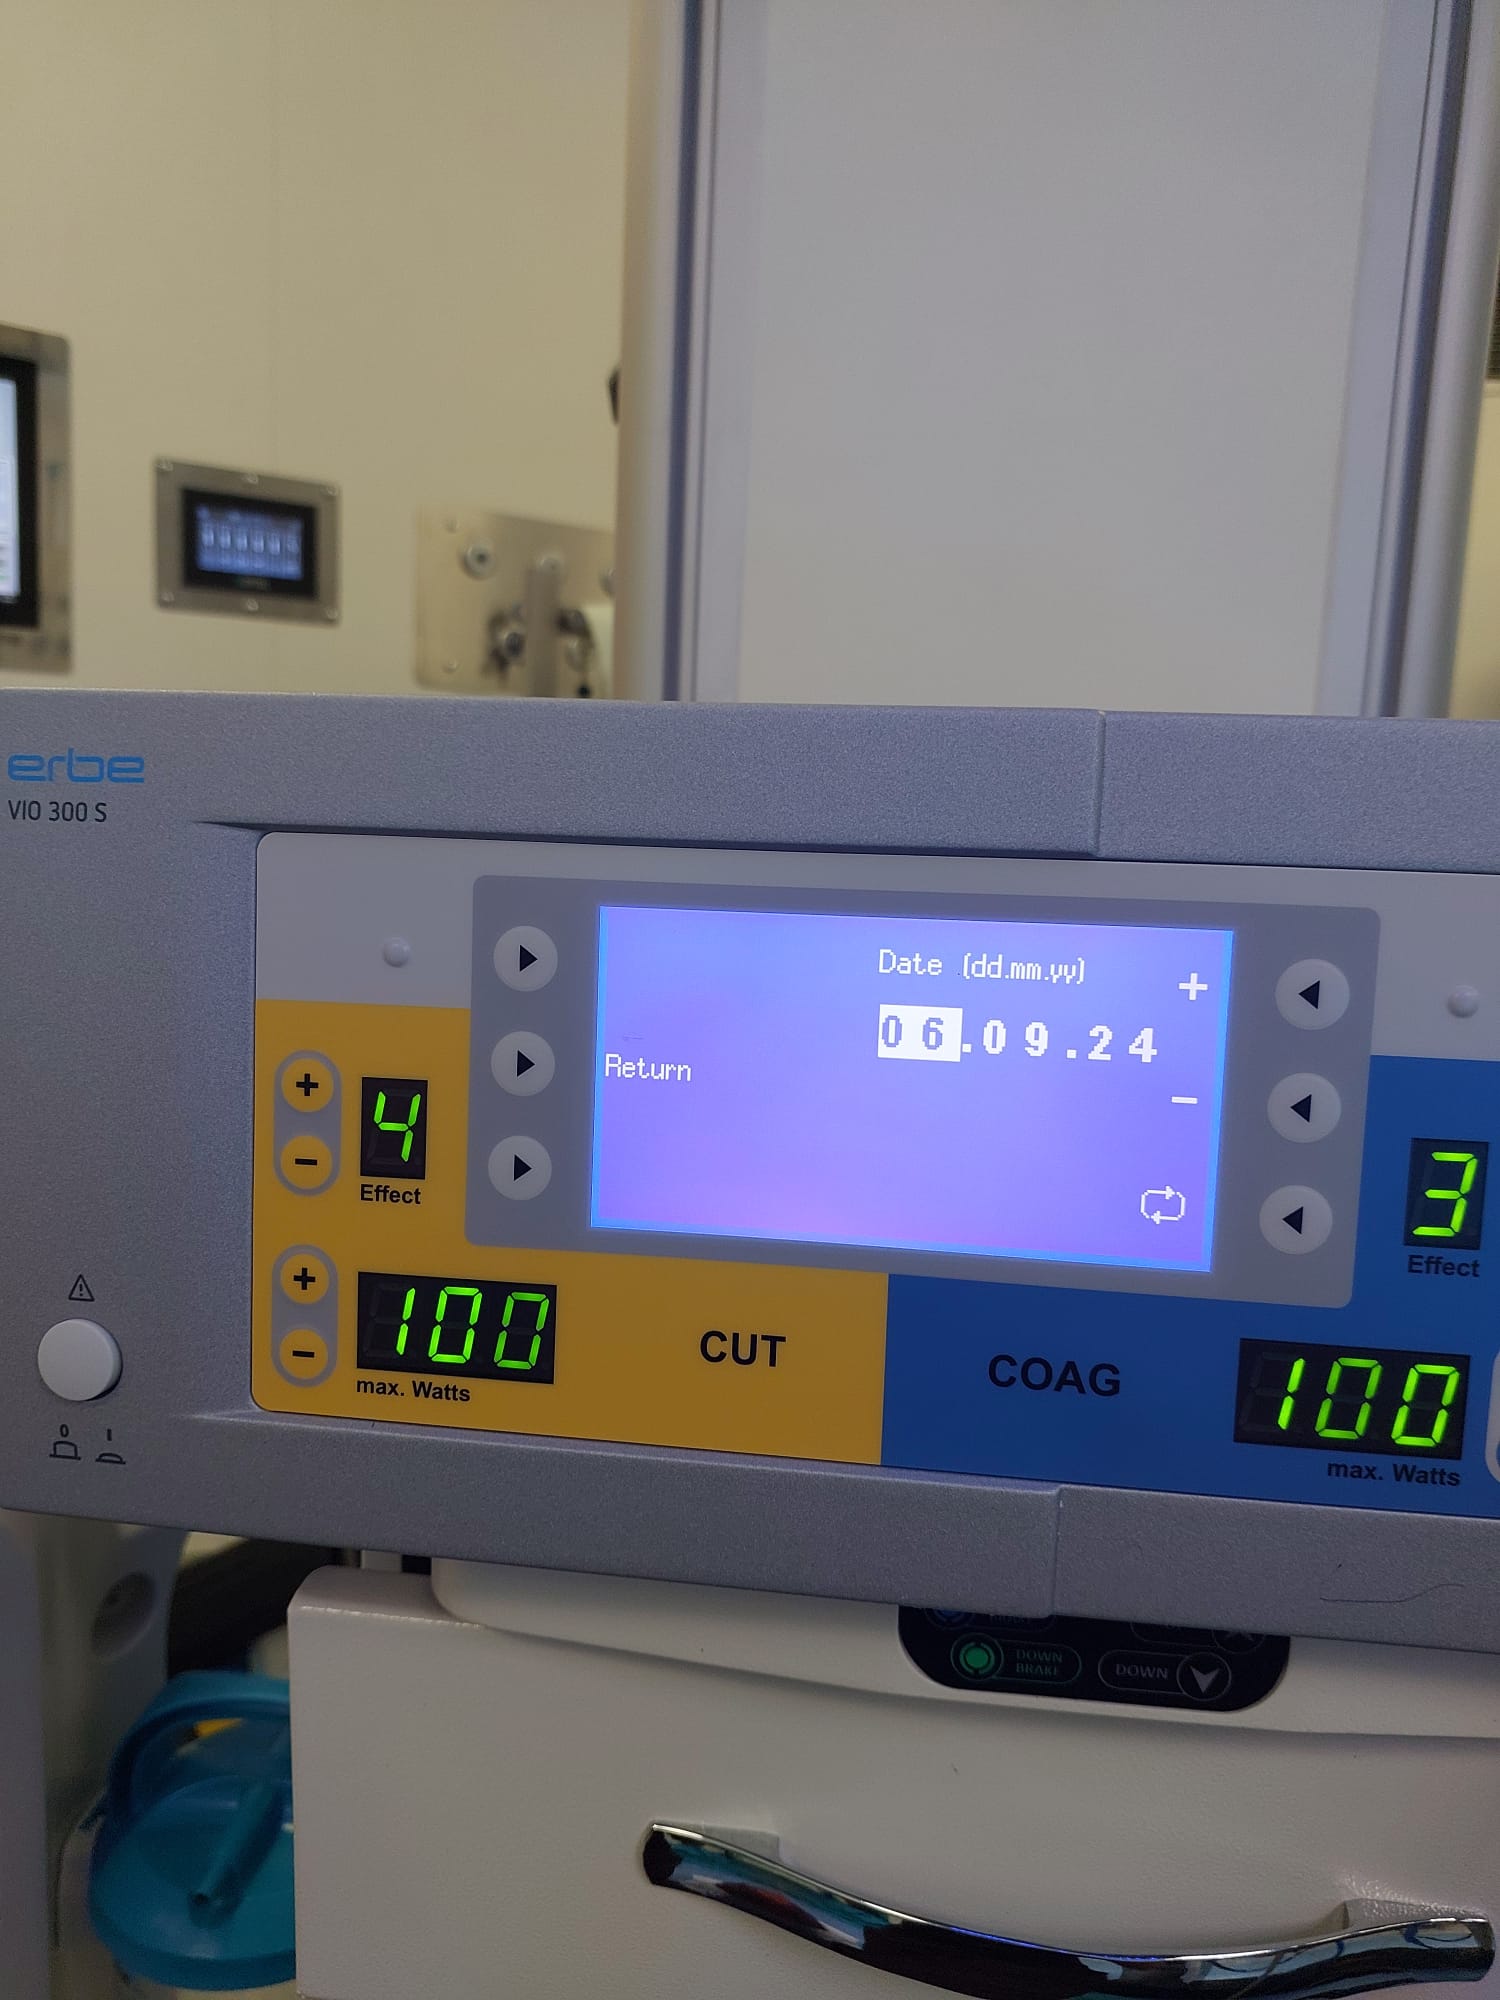 erbe
VIO 300 S
Date (dd.mm.yy)
+
06.09.24
Return
−
+
4
−
Effect
3
Effect
+
100
−
max. Watts
CUT
COAG
100
max. Watts
0 I
DOWN
BRAKE
DOWN